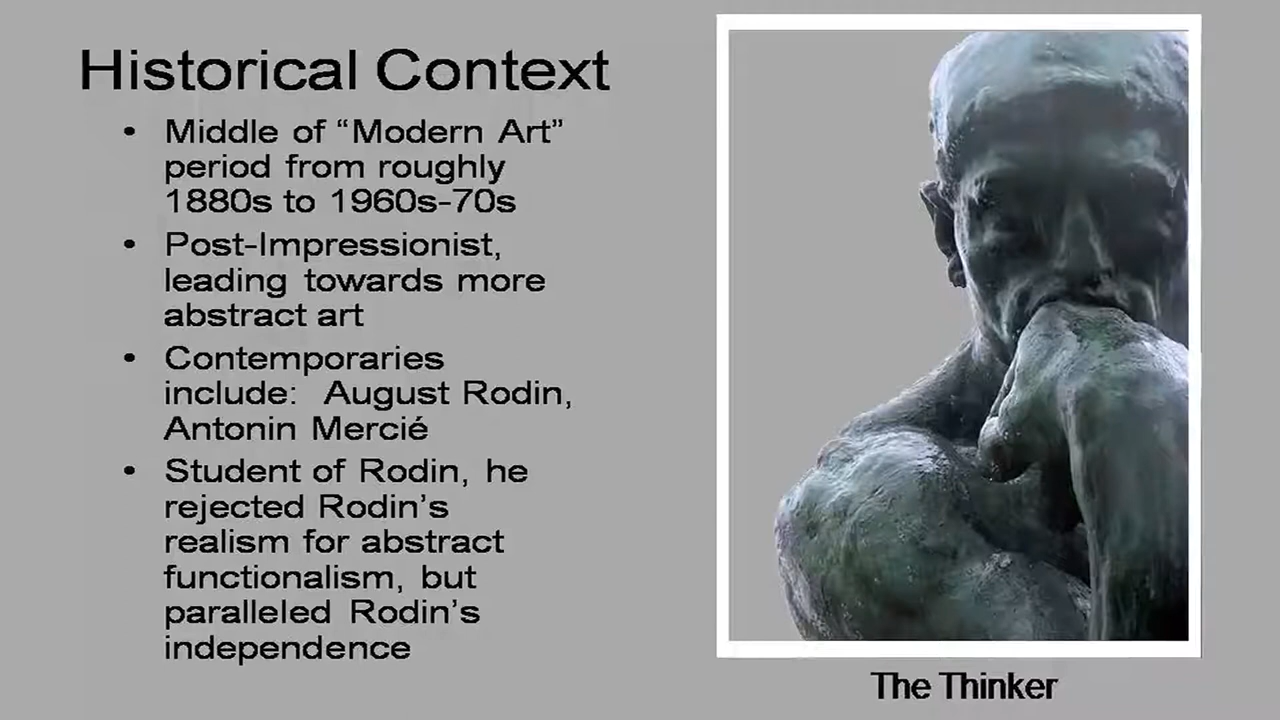 Historical Context
• Middle of “Modern Art”
period from roughly
1880s to 1960s-70s
• Post-Impressionist,
leading towards more
abstract art
• Contemporaries
include: August Rodin,
Antonin Mercié
• Student of Rodin, he
rejected Rodin’s
realism for abstract
functionalism, but
paralleled Rodin’s
independence
The Thinker